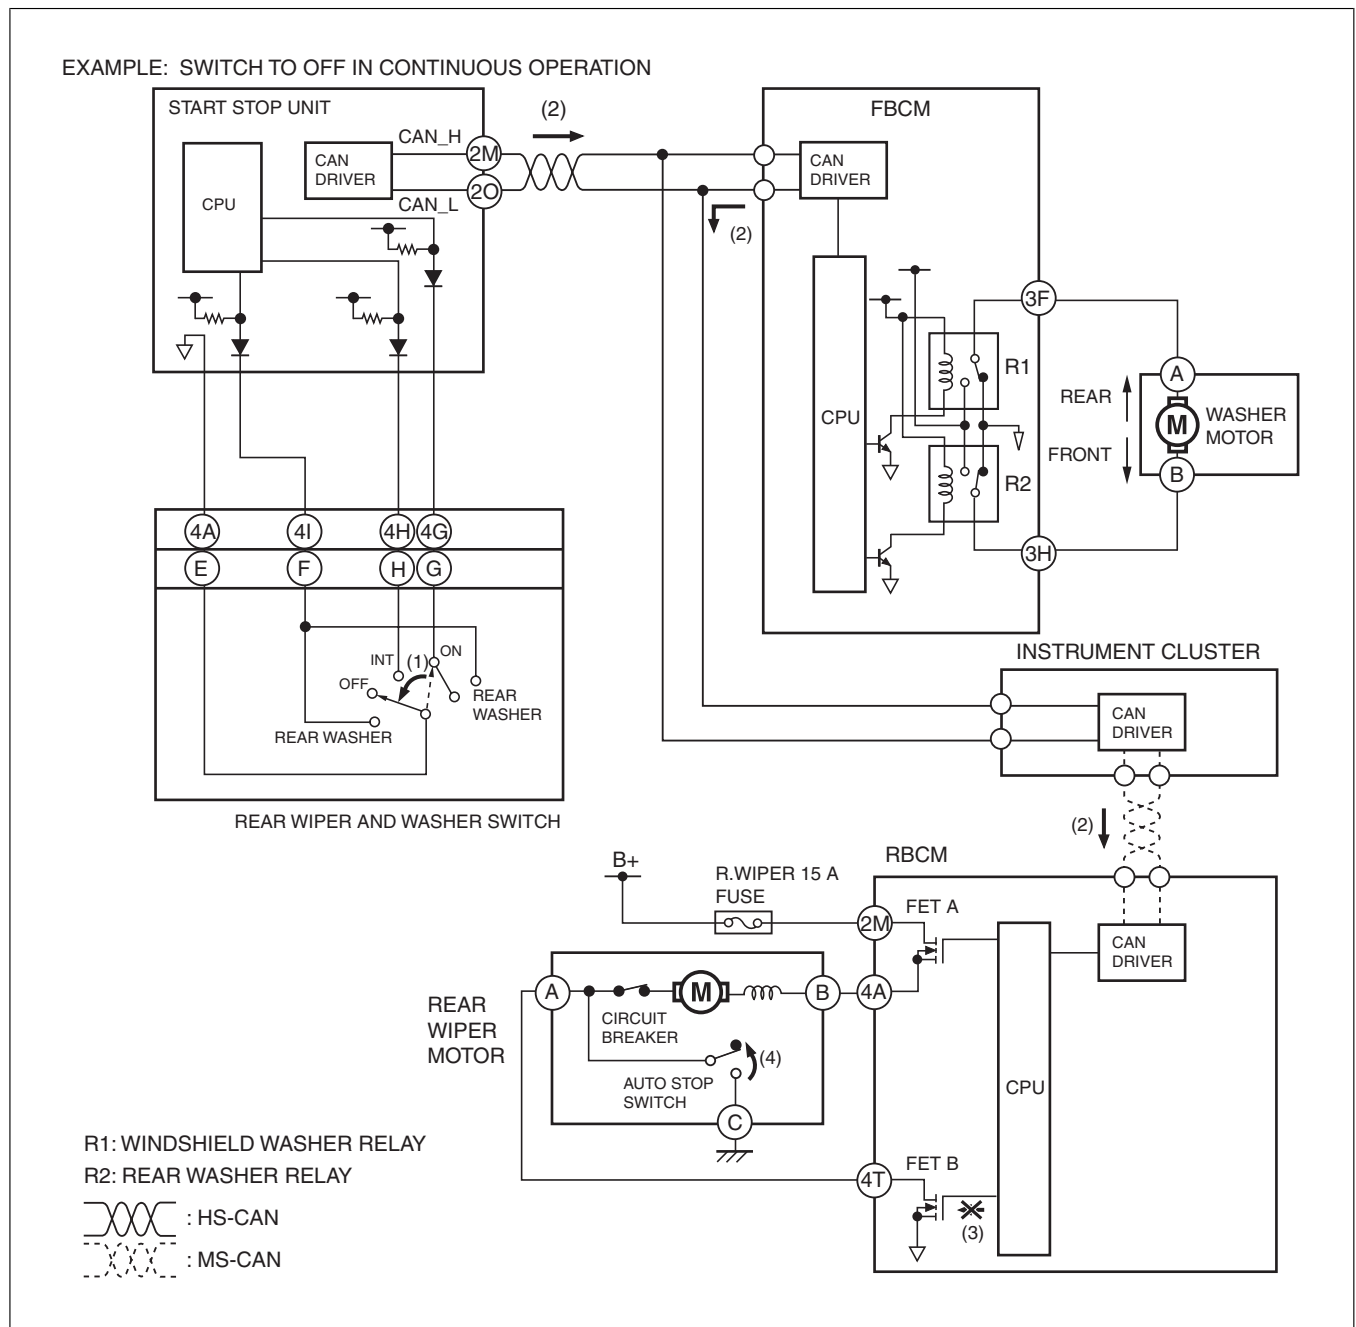 EXAMPLE: SWITCH TO OFF IN CONTINUOUS OPERATION
START STOP UNIT
CPU
CAN
DRIVER
CAN_H
CAN_L
2M
2O
(2)
(2)
FBCM
CAN
DRIVER
CPU
R1
R2
3F
3H
REAR
FRONT
A
M
B
WASHER
MOTOR
4A
4I
4H
4G
E
F
H
G
OFF
INT
(1)
ON
REAR
WASHER
REAR WASHER
REAR WIPER AND WASHER SWITCH
INSTRUMENT CLUSTER
CAN
DRIVER
(2)
RBCM
B+
R.WIPER 15 A
FUSE
2M
FET A
CAN
DRIVER
CPU
4A
REAR
WIPER
MOTOR
A
M
B
CIRCUIT
BREAKER
(4)
AUTO STOP
SWITCH
C
4T
FET B
(3)
R1: WINDSHIELD WASHER RELAY
R2: REAR WASHER RELAY
: HS-CAN
: MS-CAN